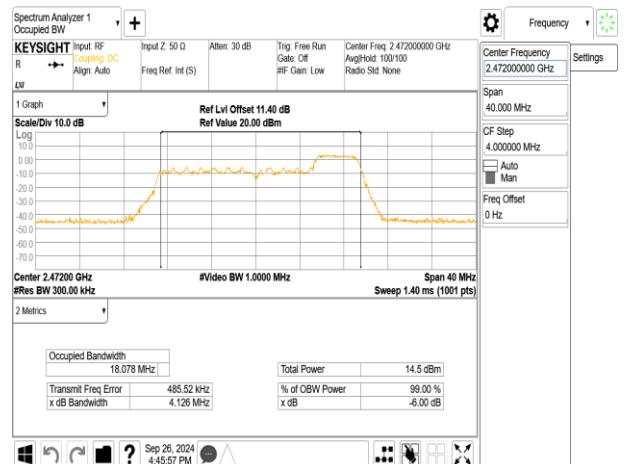 Spectrum Analyzer 1
Occupied BW
Frequency
KEYSIGHT Input: RF Input Z: 50 Ω Atten: 30 dB Trig: Free Run Center Freq: 2.472000000 GHz
R Coupling: DC Gate: Off Avg|Hold: 100/100
Align: Auto Freq Ref: Int (S) #IF Gain: Low Radio Std: None
LXI
Center Frequency
2.472000000 GHz
Settings
Span
40.000 MHz
CF Step
4.000000 MHz
Auto
Man
Freq Offset
0 Hz
1 Graph
Ref Lvl Offset 11.40 dB
Scale/Div 10.0 dB Ref Value 20.00 dBm
Log
10.0
0.00
-10.0
-20.0
-30.0
-40.0
-50.0
-60.0
-70.0
Center 2.47200 GHz #Video BW 1.0000 MHz Span 40 MHz
#Res BW 300.00 kHz Sweep 1.40 ms (1001 pts)
2 Metrics
Occupied Bandwidth
18.078 MHz Total Power 14.5 dBm
Transmit Freq Error 485.52 kHz % of OBW Power 99.00 %
x dB Bandwidth 4.126 MHz x dB -6.00 dB
? Sep 26, 2024
4:45:57 PM